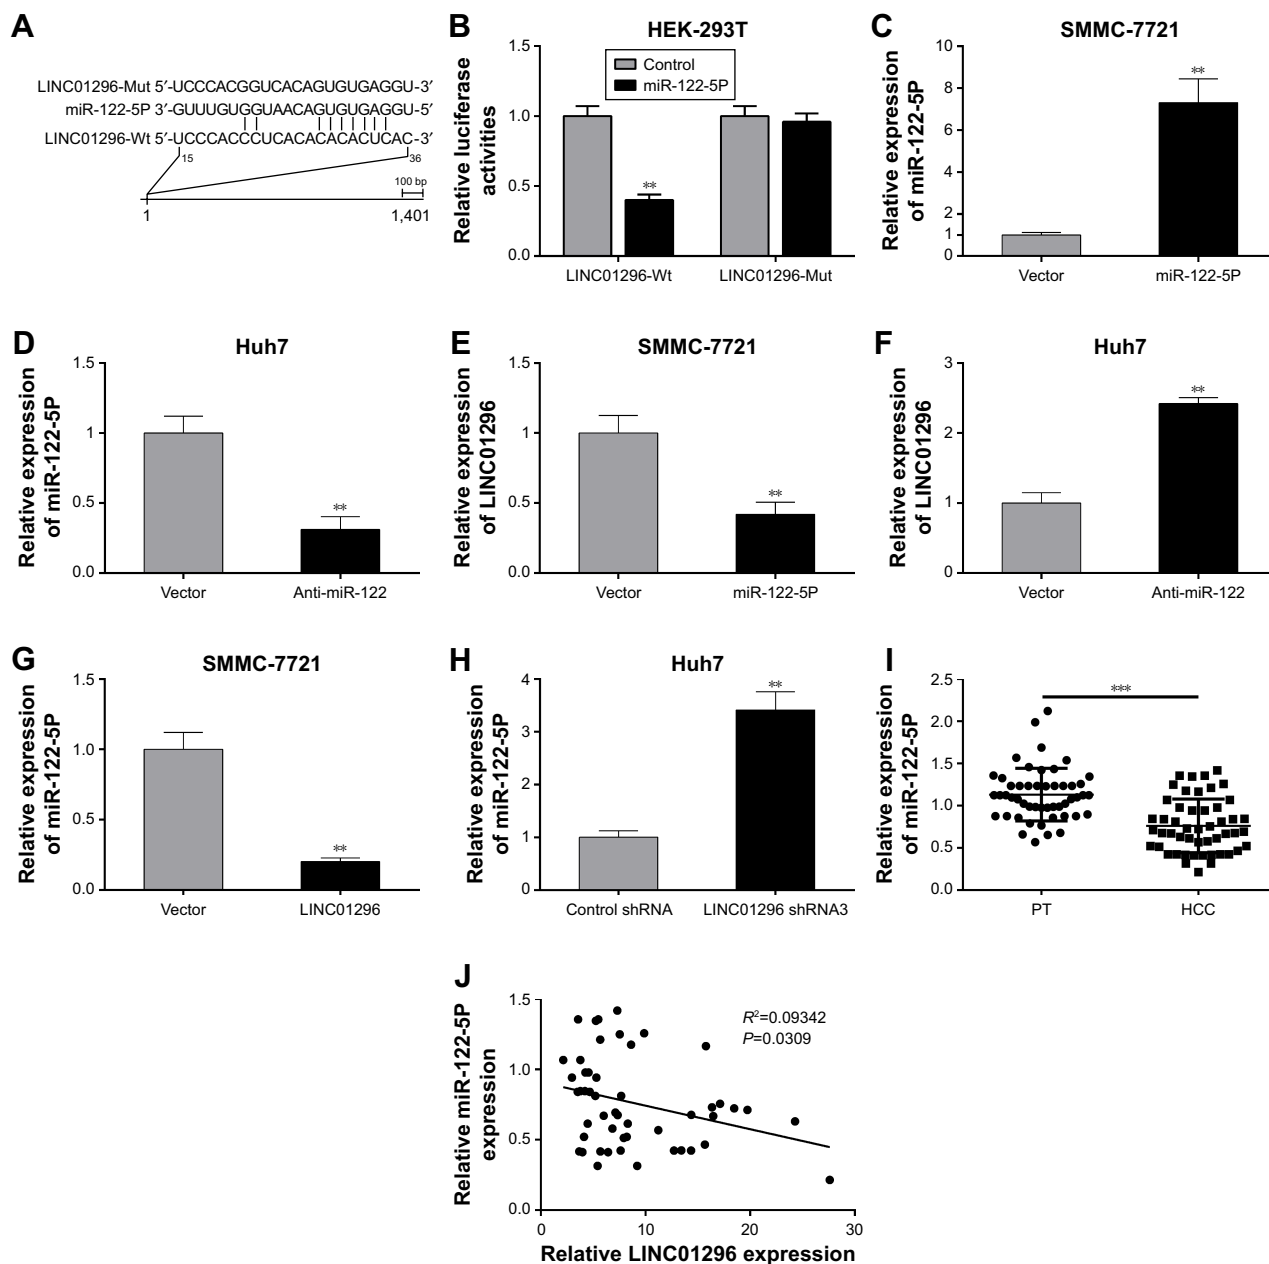 A
LINC01296-Mut 5′-UCCCACGGUCACAGUGUGAGGU-3′
miR-122-5P 3′-GUUUGUGGUAACAGUGUGAGGU-5′
LINC01296-Wt 5′-UCCCACCCUCACACACACUCAC-3′
15
36
100 bp
1
1,401
B
HEK-293T
Relative luciferase
activities
1.5
1.0
0.5
0.0
Control
miR-122-5P
**
LINC01296-Wt
LINC01296-Mut
C
SMMC-7721
Relative expression
of miR-122-5P
10
8
6
4
2
1
0
**
Vector
miR-122-5P
D
Huh7
Relative expression
of miR-122-5P
1.5
1
0.5
0.0
**
Vector
Anti-miR-122
E
SMMC-7721
Relative expression
of LINC01296
1.5
1
0.5
0.0
**
Vector
miR-122-5P
F
Huh7
Relative expression
of LINC01296
3
2
1
0
**
Vector
Anti-miR-122
G
SMMC-7721
Relative expression
of miR-122-5P
1.5
1.0
0.5
0.0
**
Vector
LINC01296
H
Huh7
Relative expression
of miR-122-5P
4
3
2
1
0
**
Control shRNA
LINC01296 shRNA3
I
Relative expression
of miR-122-5P
2.5
2.0
1.5
1.0
0.5
0.0
***
PT
HCC
J
Relative miR-122-5P
expression
1.5
1.0
0.5
0.0
R²=0.09342
P=0.0309
0
10
20
30
Relative LINC01296 expression